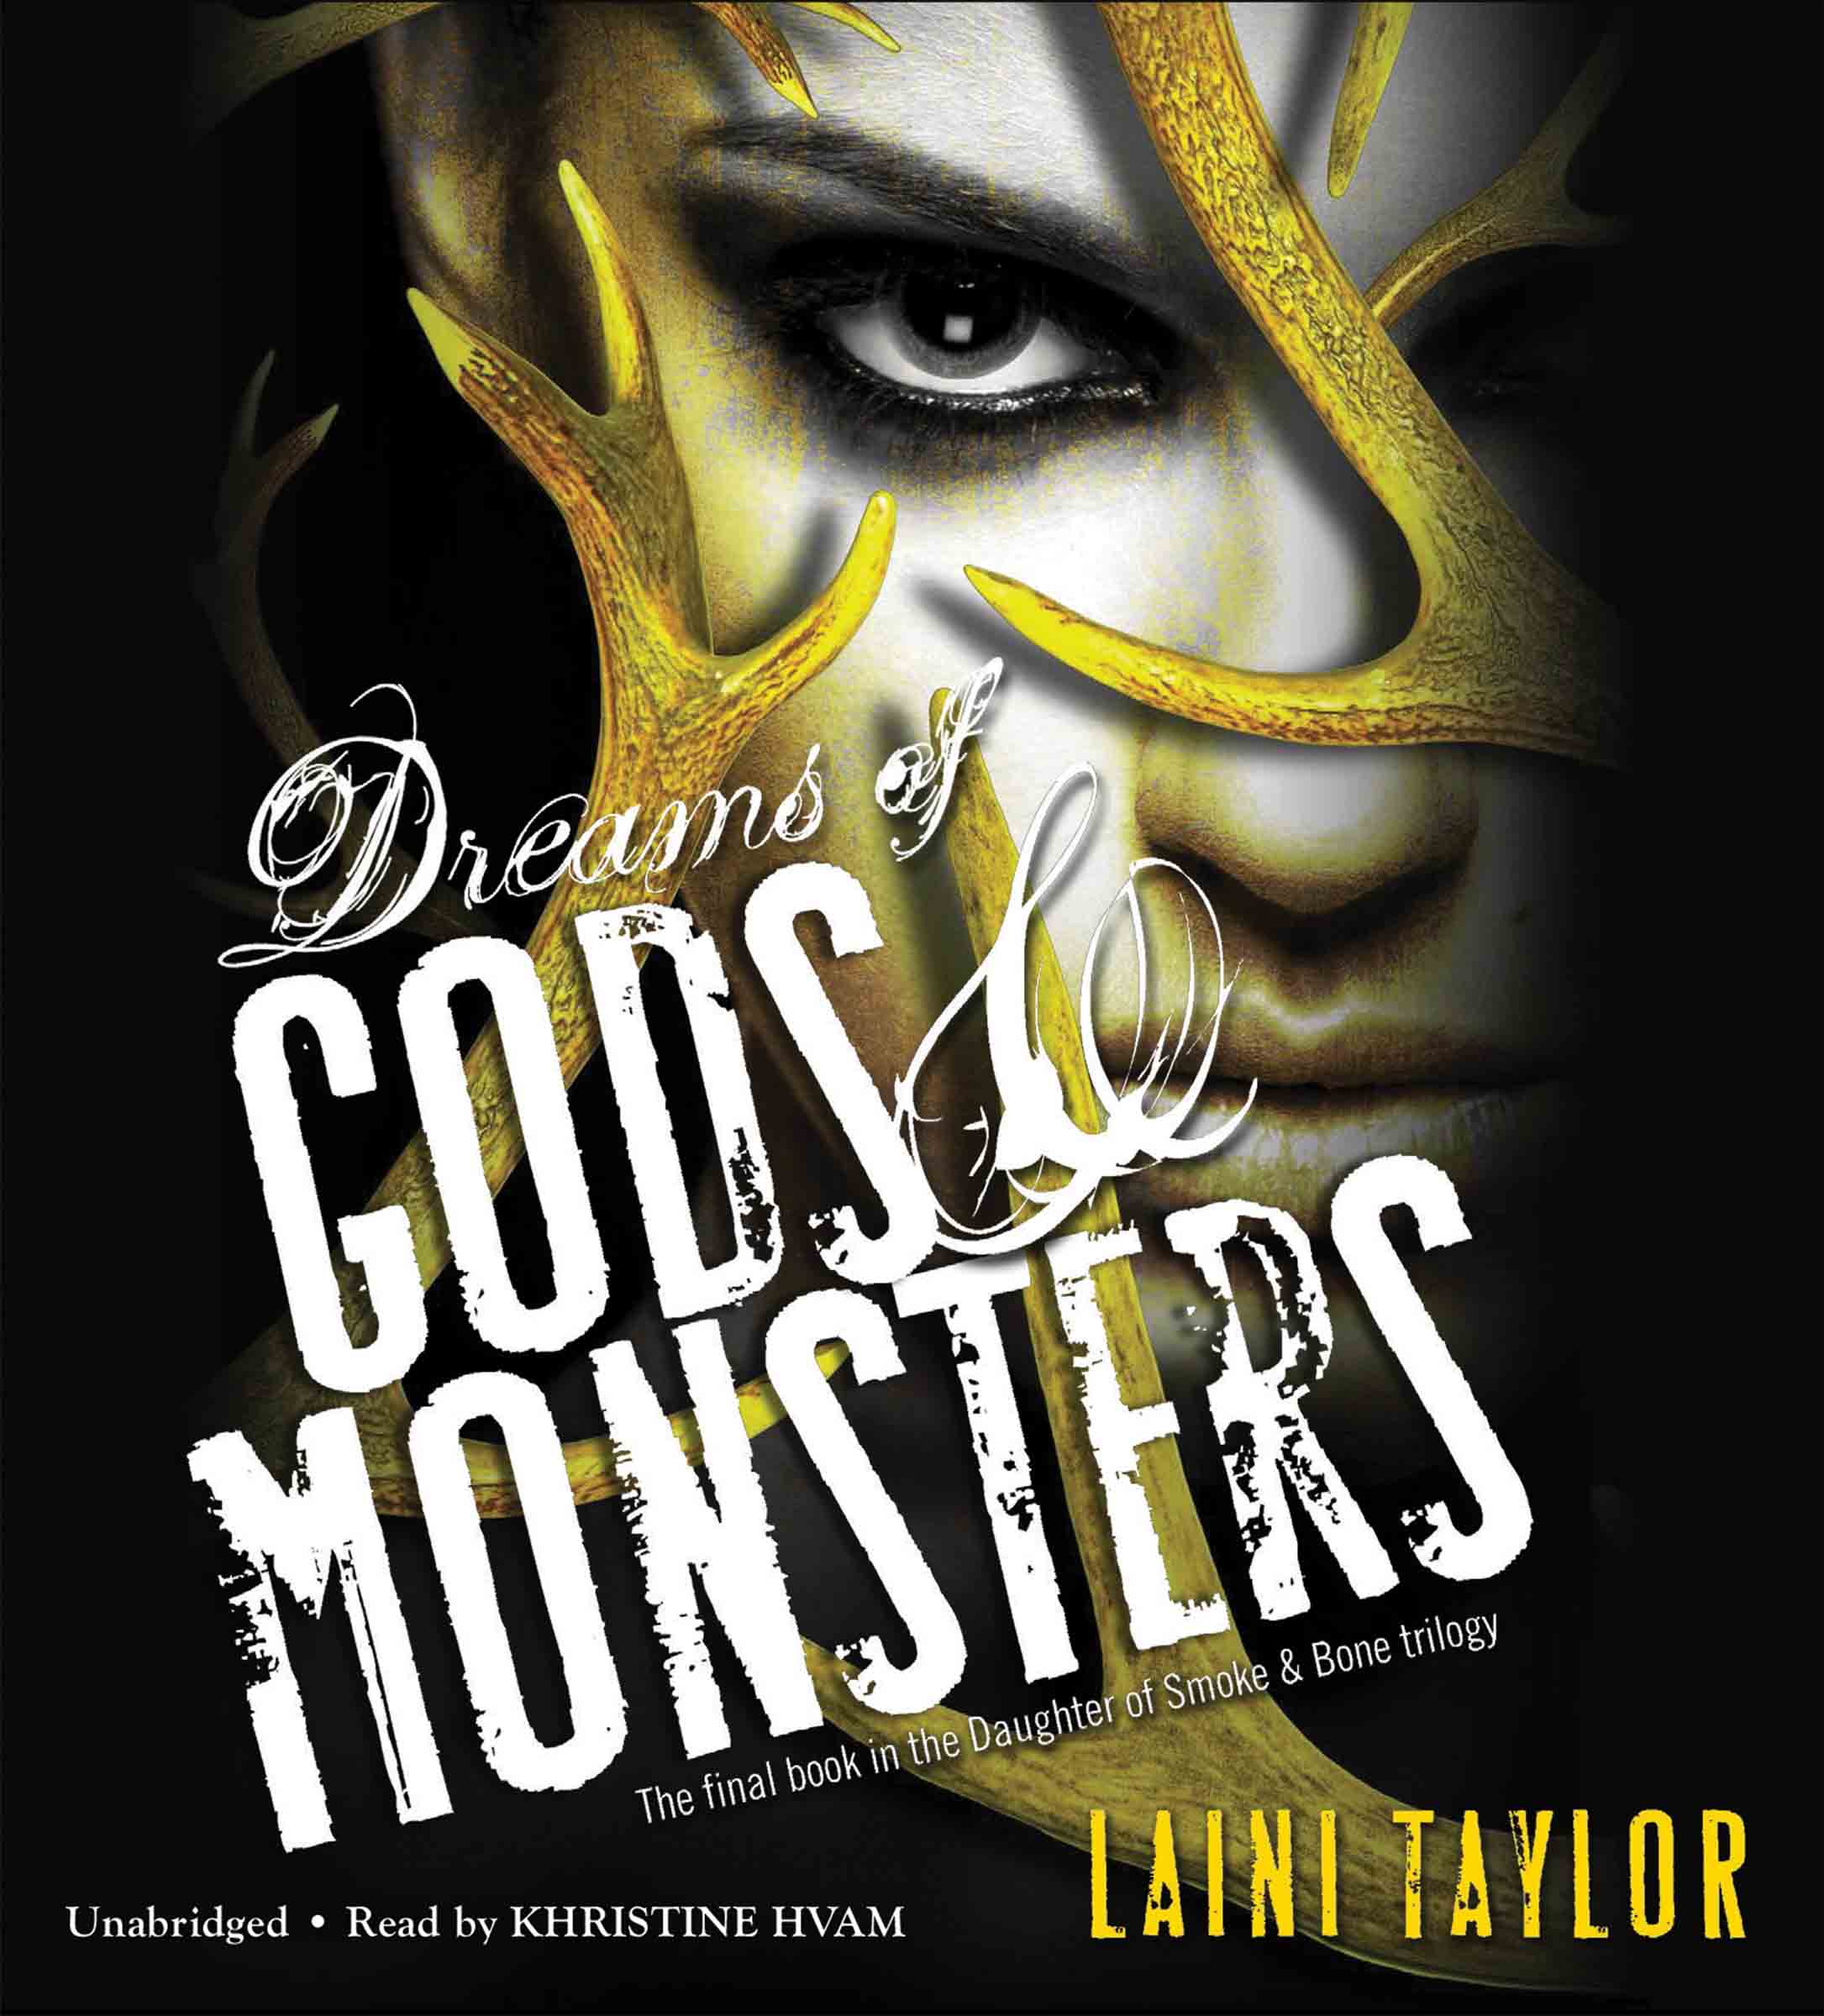 Dreams of
GODS &
MONSTERS
The final book in the Daughter of Smoke & Bone trilogy
LAINI TAYLOR
Unabridged • Read by KHRISTINE HVAM